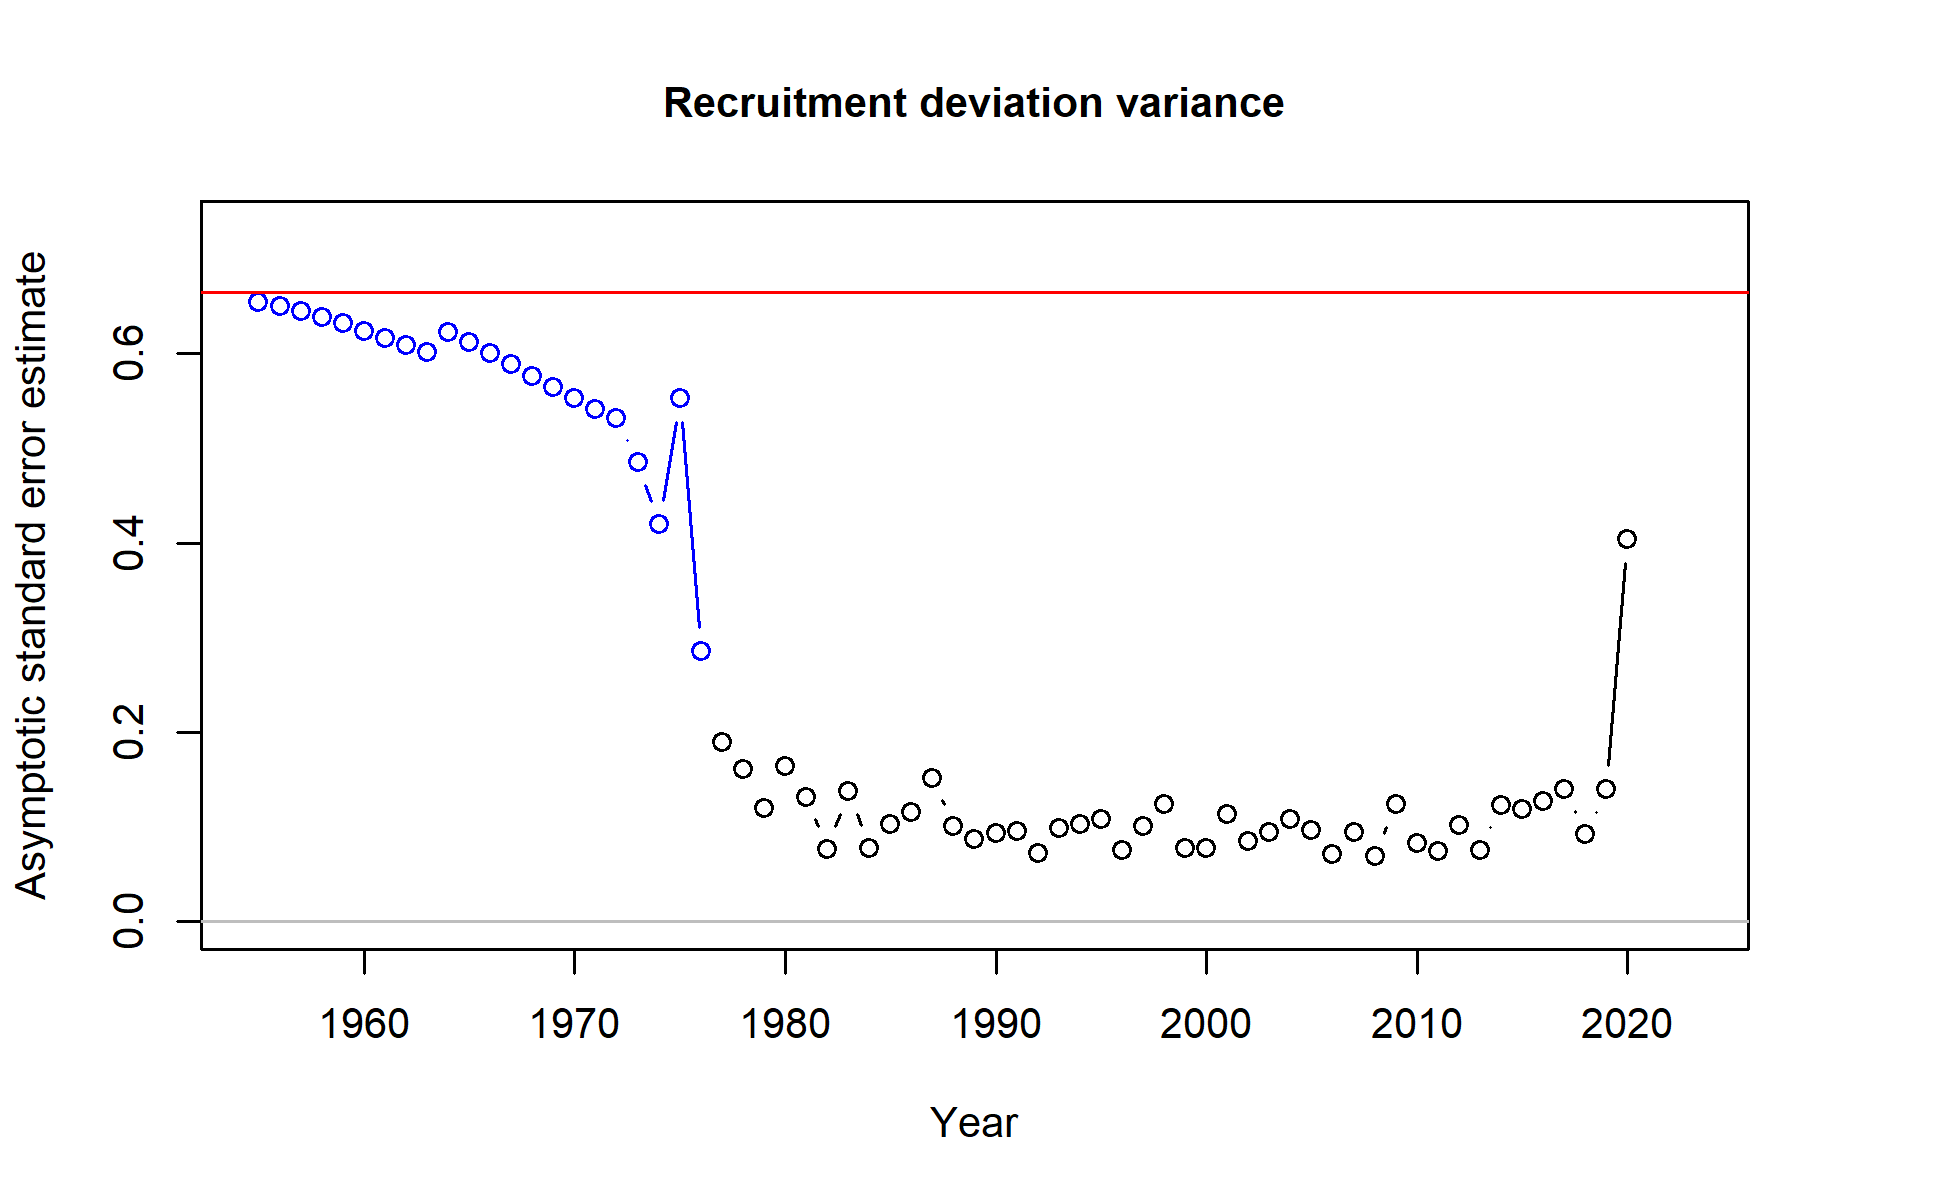 Recruitment deviation variance
Asymptotic standard error estimate
0.6
0.4
0.2
0.0
1960 1970 1980 1990 2000 2010 2020
Year